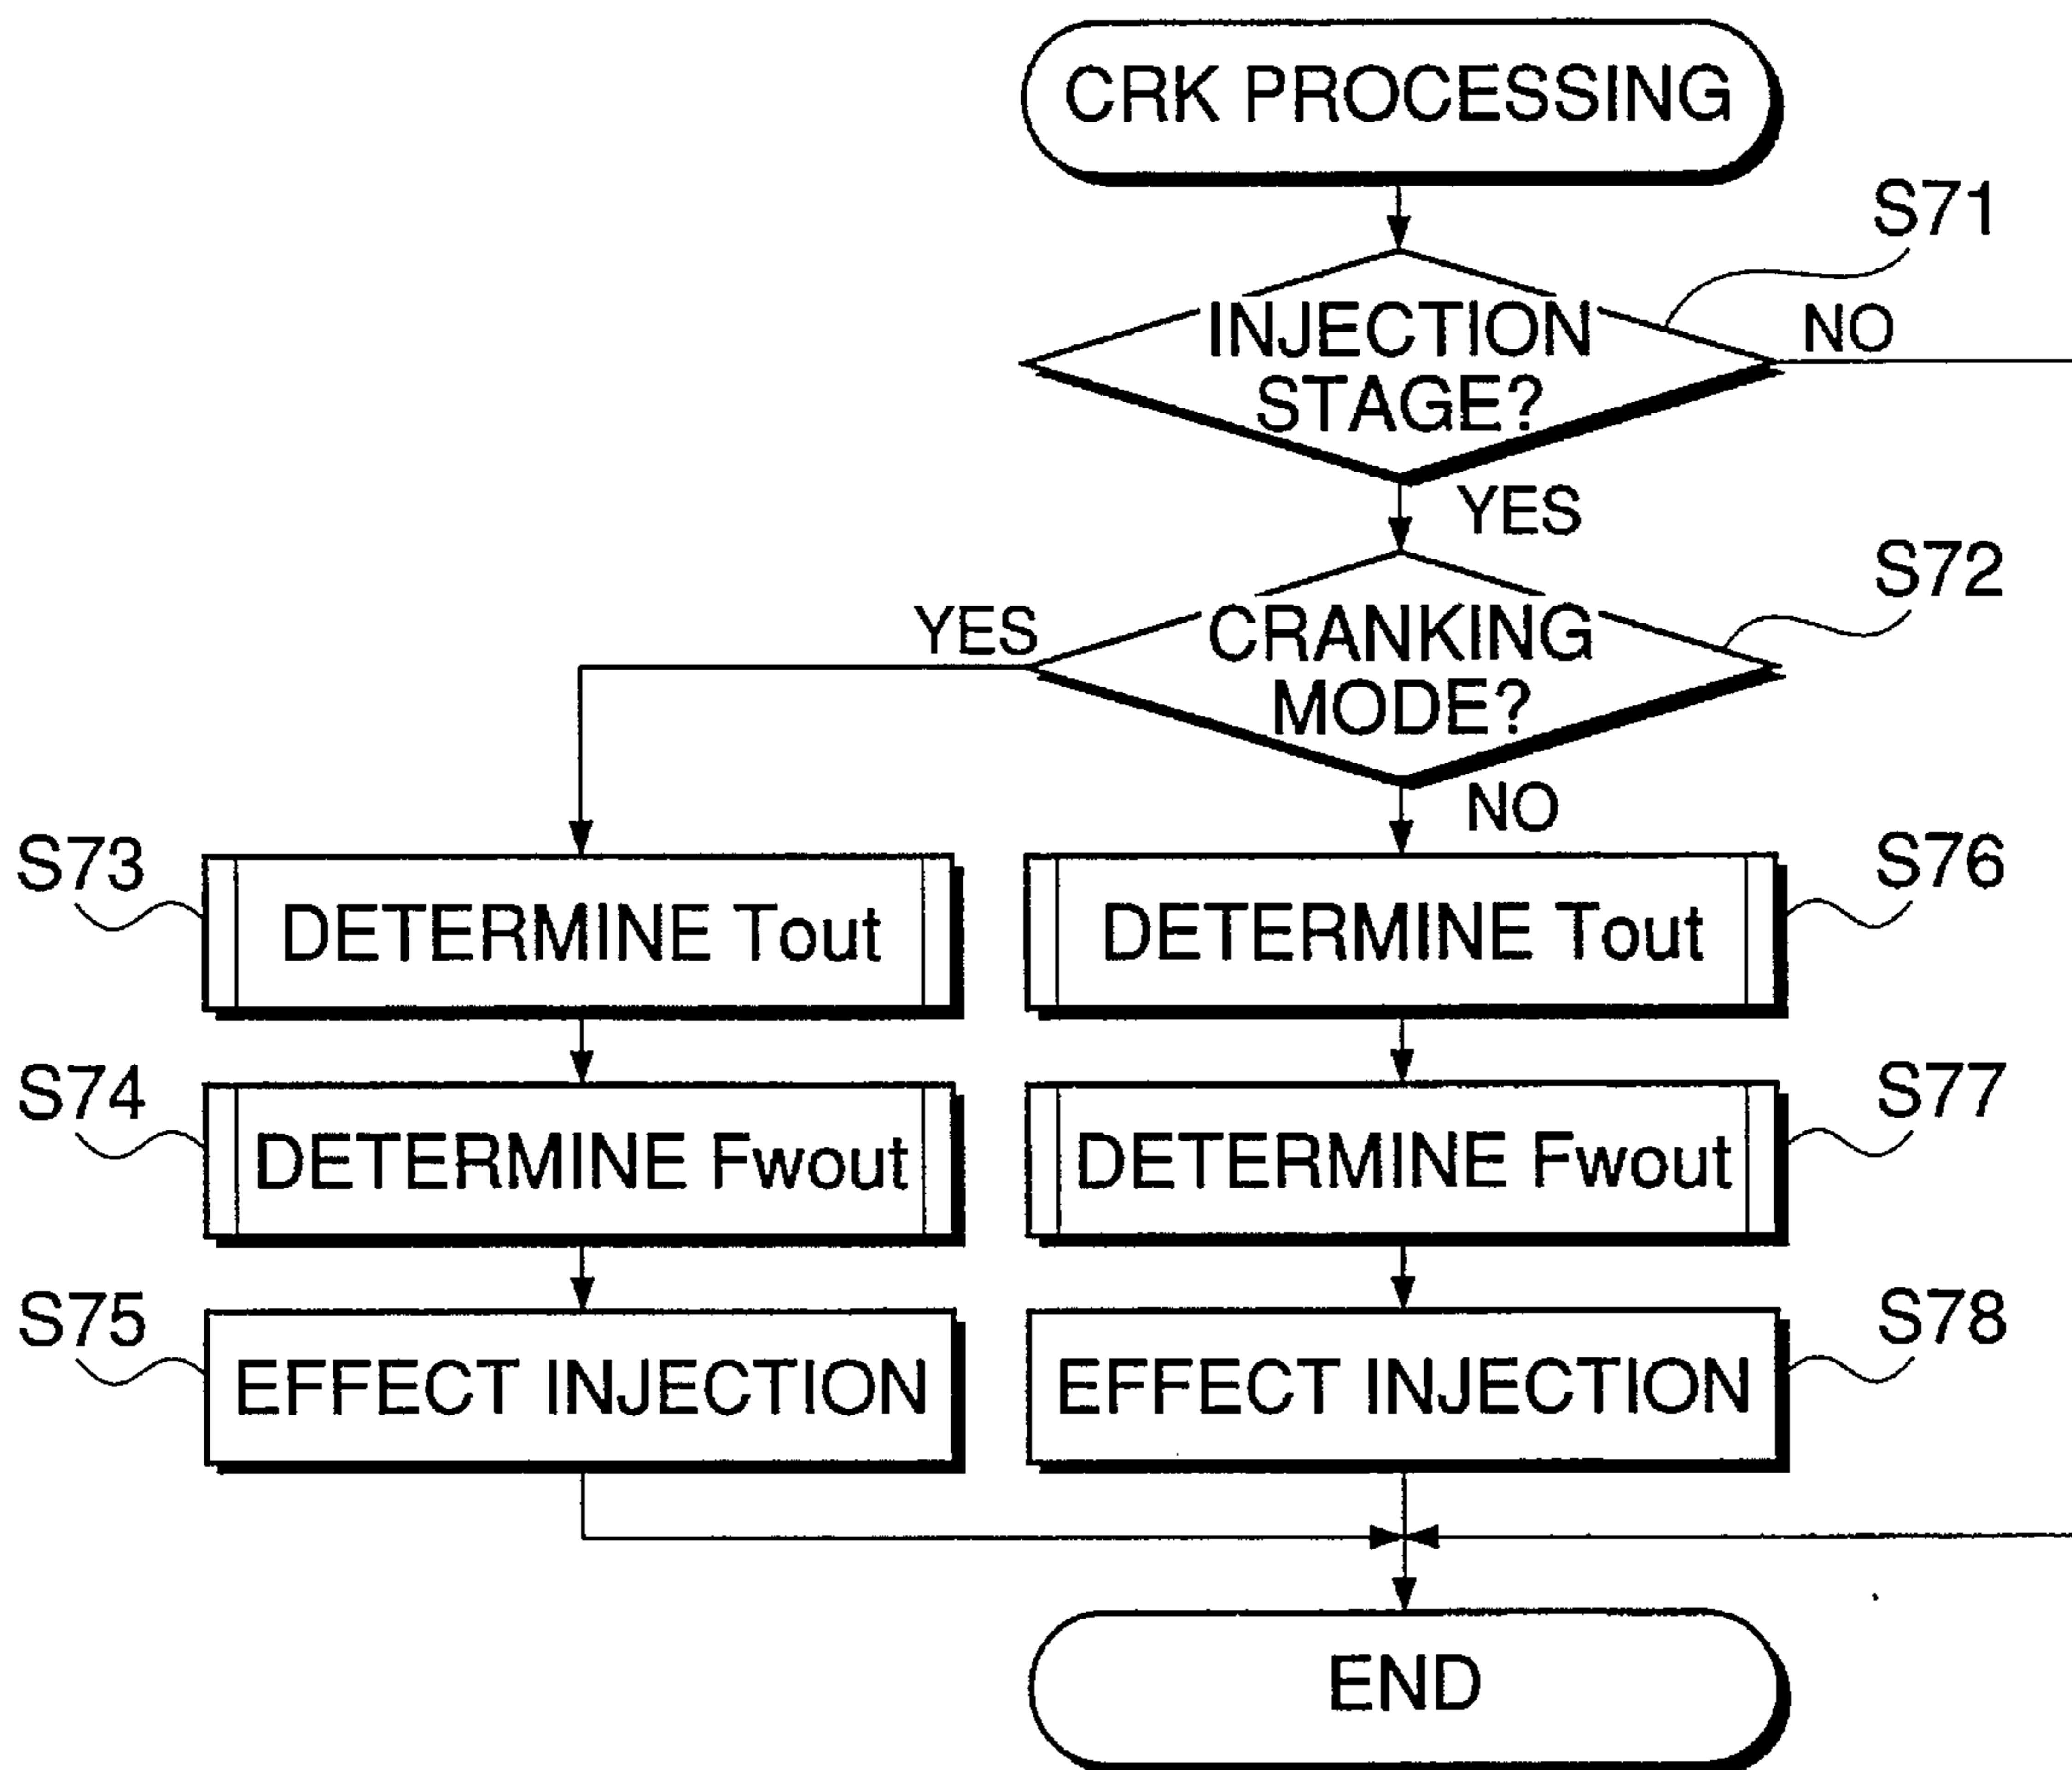 CRK PROCESSING
S71
INJECTION
STAGE?
NO
YES
S72
YES
CRANKING
MODE?
NO
S73
DETERMINE Tout
S76
DETERMINE Tout
S74
DETERMINE Fwout
S77
DETERMINE Fwout
S75
EFFECT INJECTION
S78
EFFECT INJECTION
END